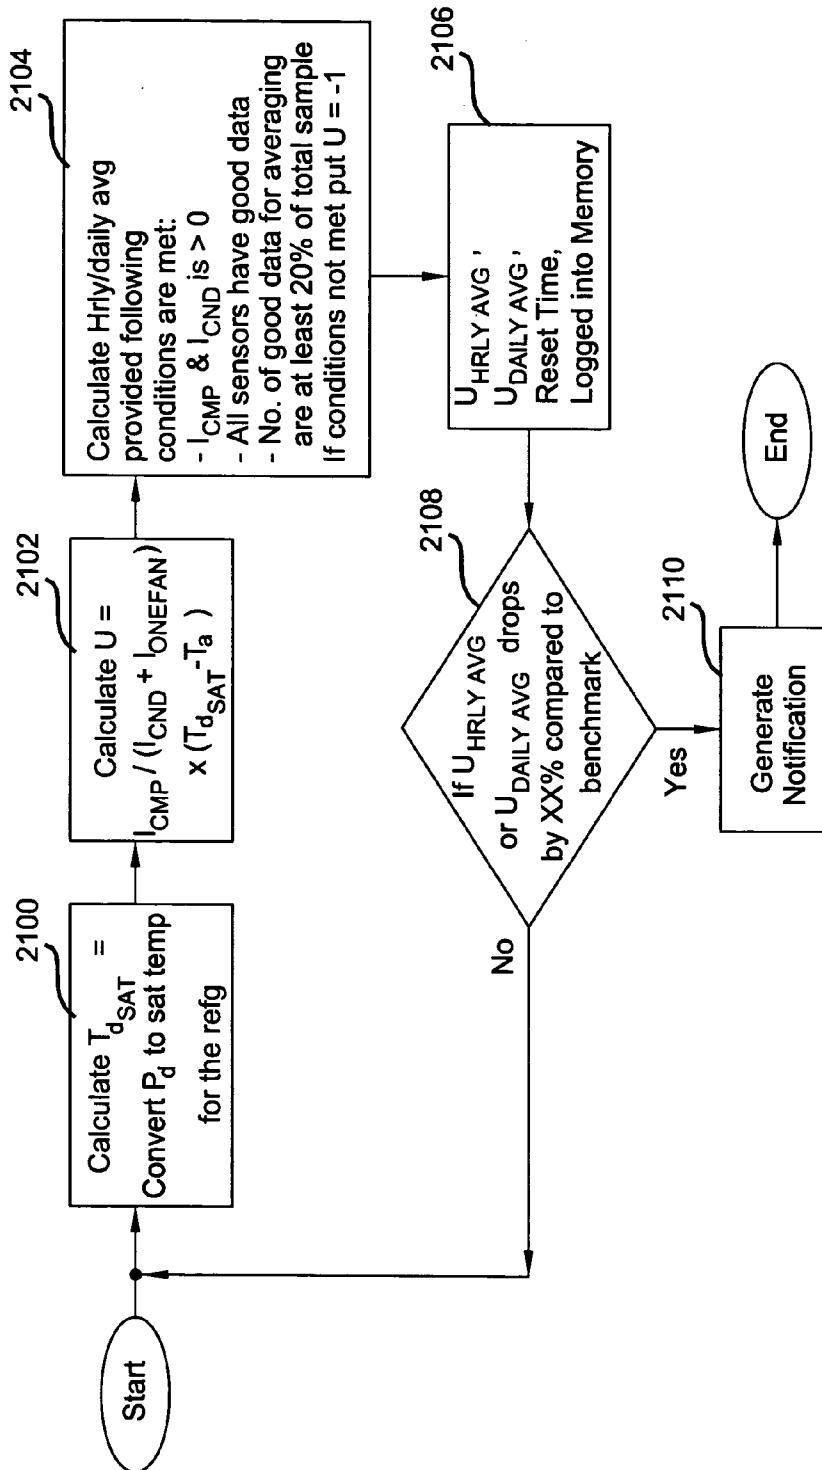 Start
2100
Calculate T_dSAT =
Convert P_d to sat temp
for the refg
2102
Calculate U =
I_CMP / (I_CND + I_ONEFAN)
x (T_dSAT-T_a)
2104
Calculate Hrly/daily avg
provided following
conditions are met:
- I_CMP & I_CND is > 0
- All sensors have good data
- No. of good data for averaging
are at least 20% of total sample
If conditions not met put U = -1
2106
U_HRLY AVG ,
U_DAILY AVG ,
Reset Time,
Logged into Memory
2108
If U_HRLY AVG
or U_DAILY AVG drops
by XX% compared to
benchmark
No
Yes
2110
Generate
Notification
End